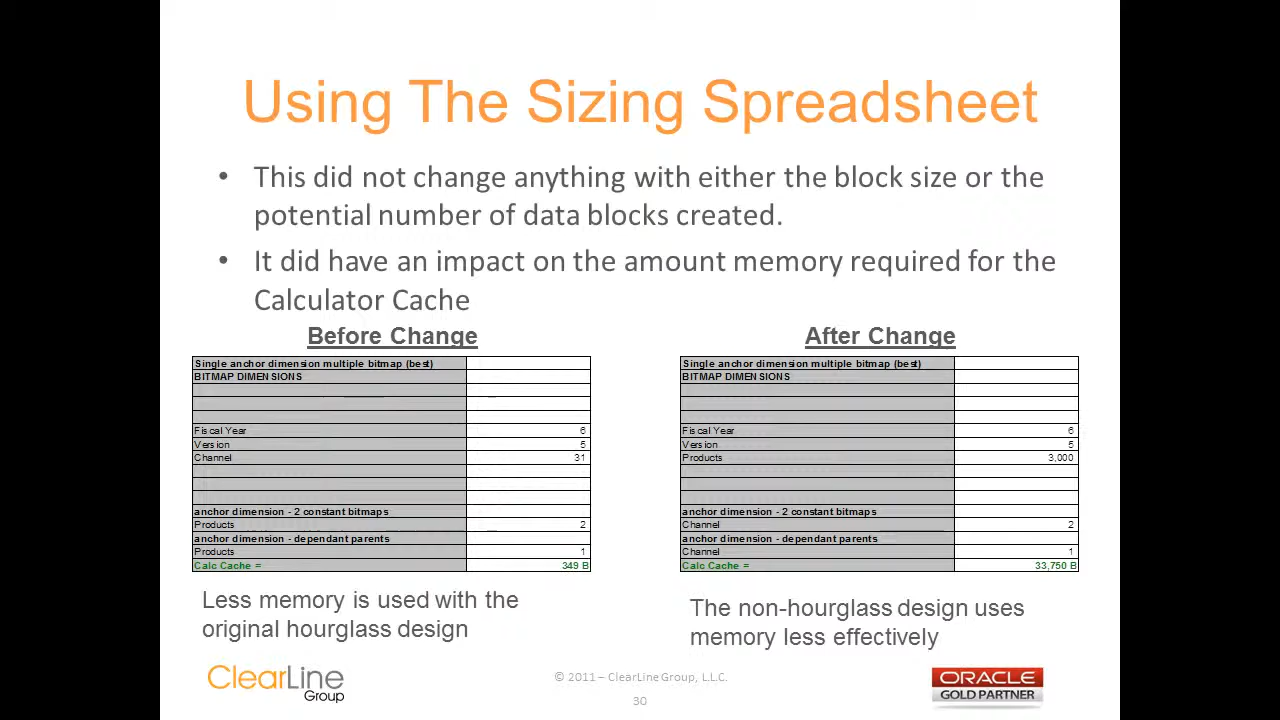 Using The Sizing Spreadsheet
• This did not change anything with either the block size or the
potential number of data blocks created.
• It did have an impact on the amount memory required for the
Calculator Cache
Before Change
Single anchor dimension multiple bitmap (best)
BITMAP DIMENSIONS
Fiscal Year 6
Version 5
Channel 31
anchor dimension - 2 constant bitmaps
Products 2
anchor dimension - dependant parents
Products 1
Calc Cache = 349 B
Less memory is used with the
original hourglass design
After Change
Single anchor dimension multiple bitmap (best)
BITMAP DIMENSIONS
Fiscal Year 6
Version 5
Products 3,000
anchor dimension - 2 constant bitmaps
Channel 2
anchor dimension - dependant parents
Channel 1
Calc Cache = 33,750 B
The non-hourglass design uses
memory less effectively
ClearLine
Group
© 2011 – ClearLine Group, L.L.C.
30
ORACLE
GOLD PARTNER